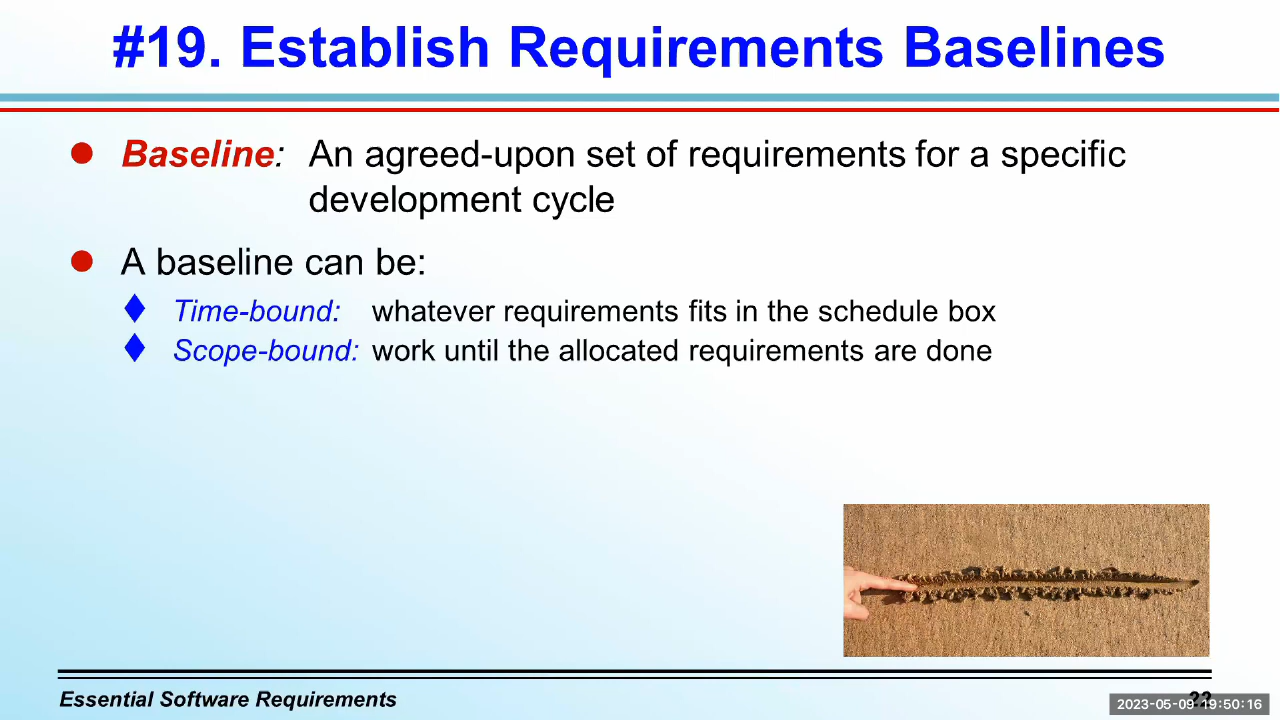 #19. Establish Requirements Baselines
Baseline: An agreed-upon set of requirements for a specific
development cycle
A baseline can be:
Time-bound: whatever requirements fits in the schedule box
Scope-bound: work until the allocated requirements are done
Essential Software Requirements
22
2023-05-09 19:50:16